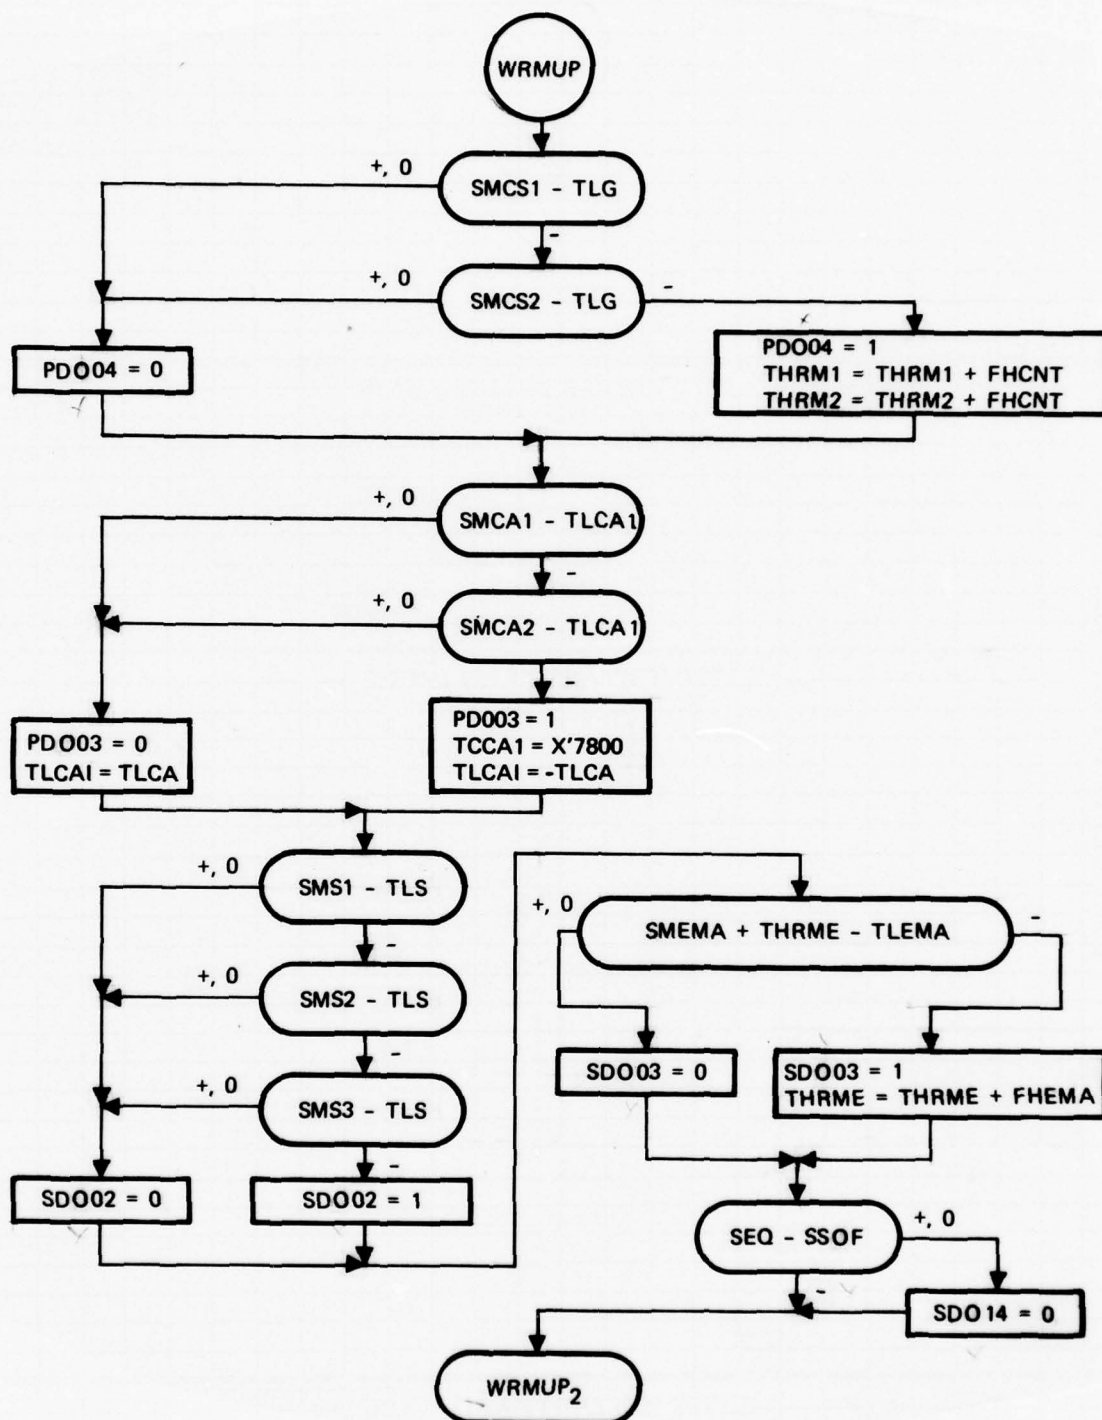 WRMUP
+, 0
SMCS1 - TLG
-
+, 0
SMCS2 - TLG
-
PDO04 = 0
PDO04 = 1
THRM1 = THRM1 + FHCNT
THRM2 = THRM2 + FHCNT
+, 0
SMCA1 - TLCA1
-
+, 0
SMCA2 - TLCA1
-
PDO03 = 0
TLCAI = TLCA
PD003 = 1
TCCA1 = X'7800
TLCAI = -TLCA
+, 0
SMS1 - TLS
-
+, 0
SMS2 - TLS
-
+, 0
SMS3 - TLS
-
SDO02 = 0
SDO02 = 1
+, 0
SMEMA + THRME - TLEMA
-
SDO03 = 0
SDO03 = 1
THRME = THRME + FHEMA
SEQ - SSOF
+, 0
-
SDO14 = 0
WRMUP2